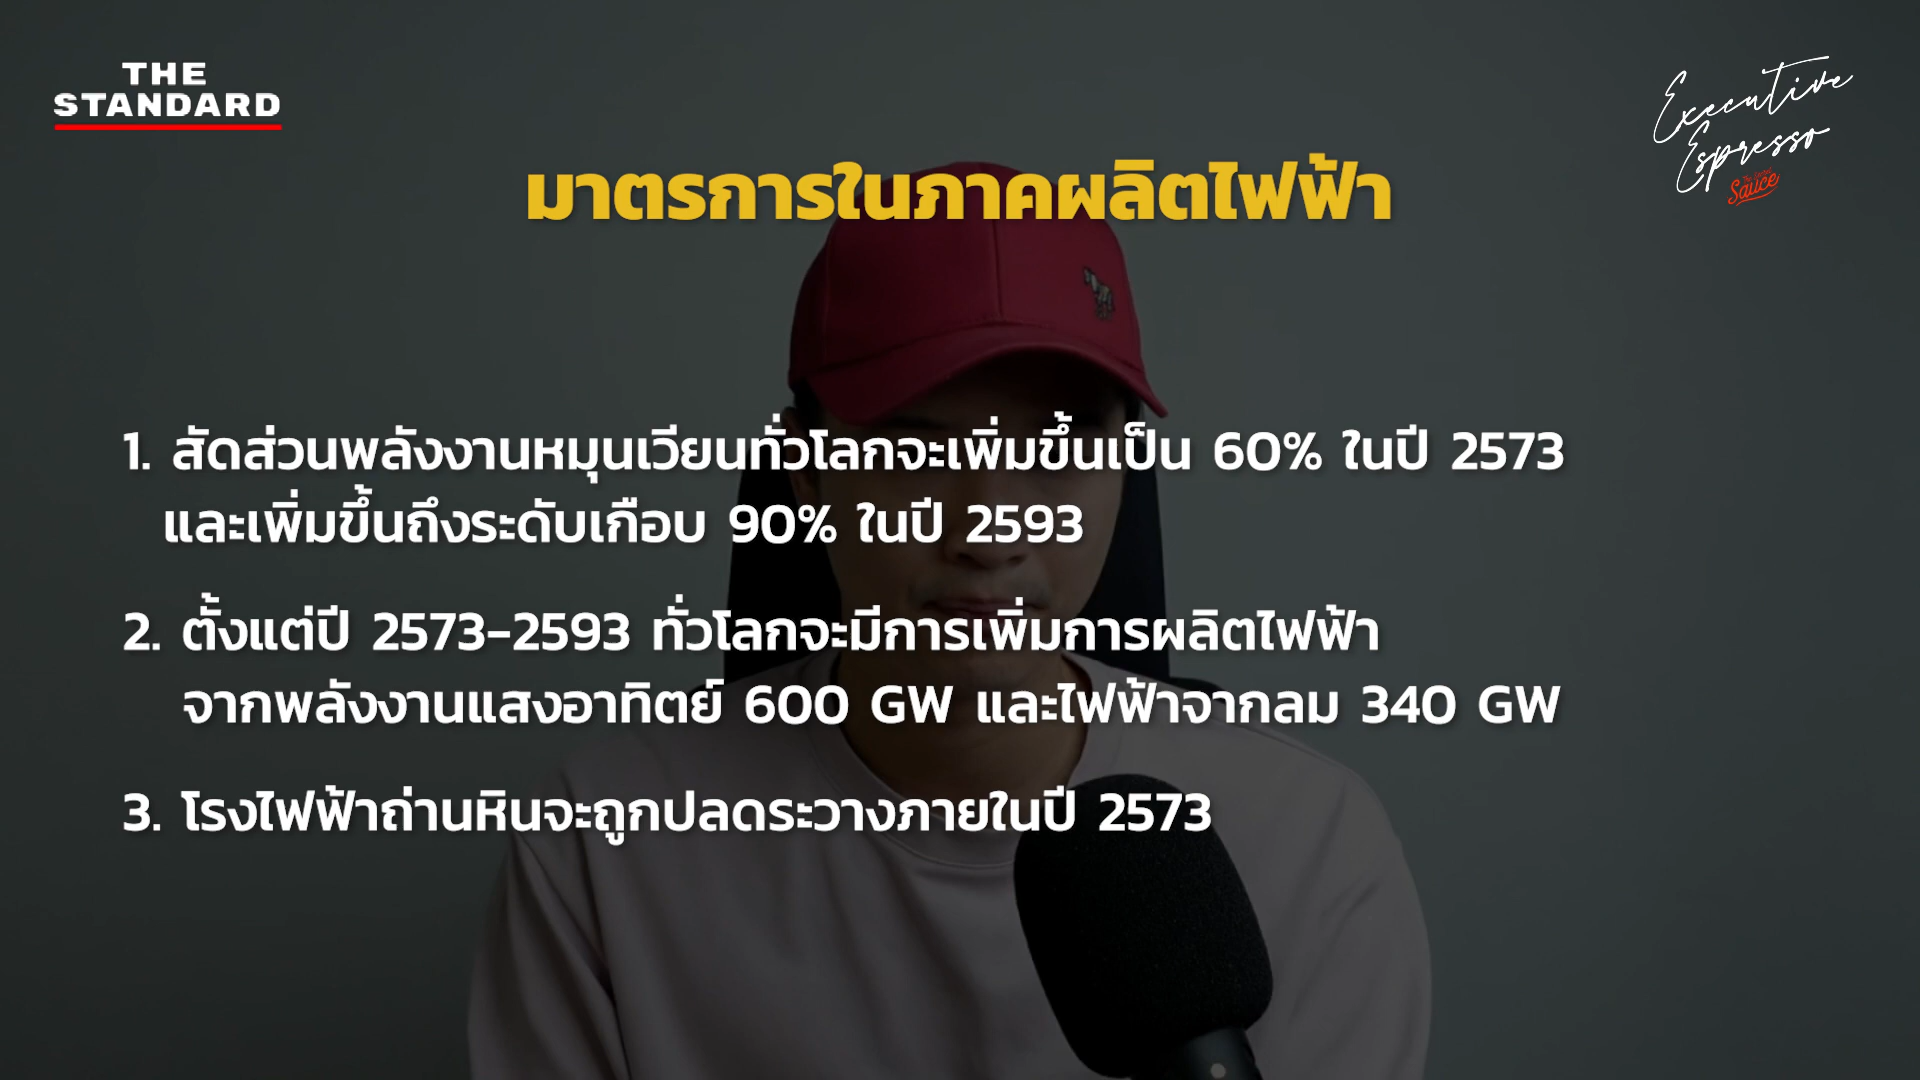 THE
STANDARD
Executive
Espresso
The Secret
Sauce
มาตรการในภาคผลิตไฟฟ้า
1. สัดส่วนพลังงานหมุนเวียนทั่วโลกจะเพิ่มขึ้นเป็น 60% ในปี 2573
และเพิ่มขึ้นถึงระดับเกือบ 90% ในปี 2593
2. ตั้งแต่ปี 2573-2593 ทั่วโลกจะมีการเพิ่มการผลิตไฟฟ้า
จากพลังงานแสงอาทิตย์ 600 GW และไฟฟ้าจากลม 340 GW
3. โรงไฟฟ้าถ่านหินจะถูกปลดระวางภายในปี 2573